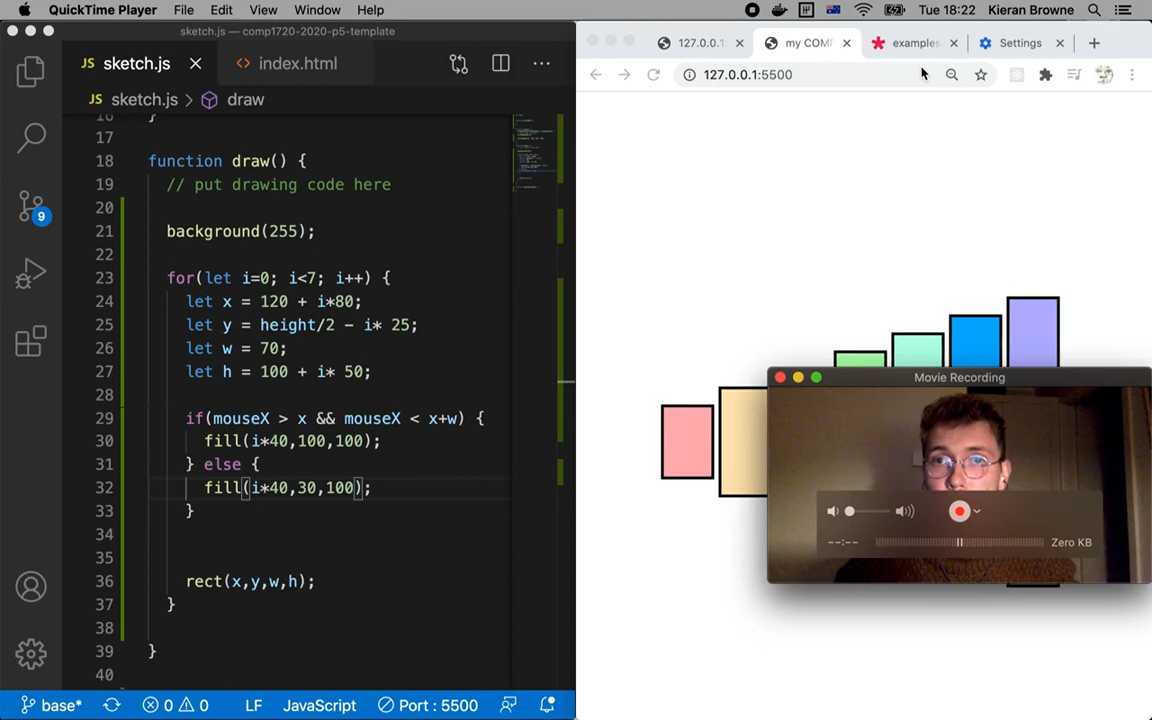 QuickTime Player File Edit View Window Help Tue 18:22 Kieran Browne
sketch.js — comp1720-2020-p5-template
JS sketch.js <> index.html
JS sketch.js > draw
16 }
17
18 function draw() {
19 // put drawing code here
20
21 background(255);
22
23 for(let i=0; i<7; i++) {
24 let x = 120 + i*80;
25 let y = height/2 - i* 25;
26 let w = 70;
27 let h = 100 + i* 50;
28
29 if(mouseX > x && mouseX < x+w) {
30 fill(i*40,100,100);
31 } else {
32 fill(i*40,30,100);
33 }
34
35
36 rect(x,y,w,h);
37 }
38
39 }
40
9
base* 0 0 LF JavaScript Port : 5500
127.0.0.1: my COMP examples Settings
127.0.0.1:5500
Movie Recording
--:-- Zero KB